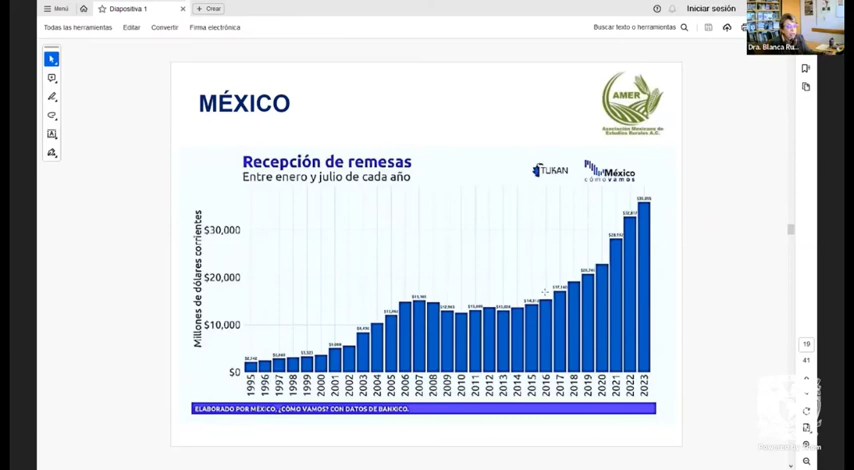 Menú
Diapositiva 1
Crear
Iniciar sesión
Todas las herramientas
Editar
Convertir
Firma electrónica
Buscar texto o herramientas
Dra. Blanca Ru...
MÉXICO
AMER
Asociación Mexicana de
Estudios Rurales A.C.
Recepción de remesas
Entre enero y julio de cada año
TUKAN
México
cómo vamos
Millones de dólares corrientes
$30,000
$20,000
$10,000
$0
1995
1996
1997
1998
1999
2000
2001
2002
2003
2004
2005
2006
2007
2008
2009
2010
2011
2012
2013
2014
2015
2016
2017
2018
2019
2020
2021
2022
2023
ELABORADO POR MÉXICO, ¿CÓMO VAMOS? CON DATOS DE BANXICO.
19
41